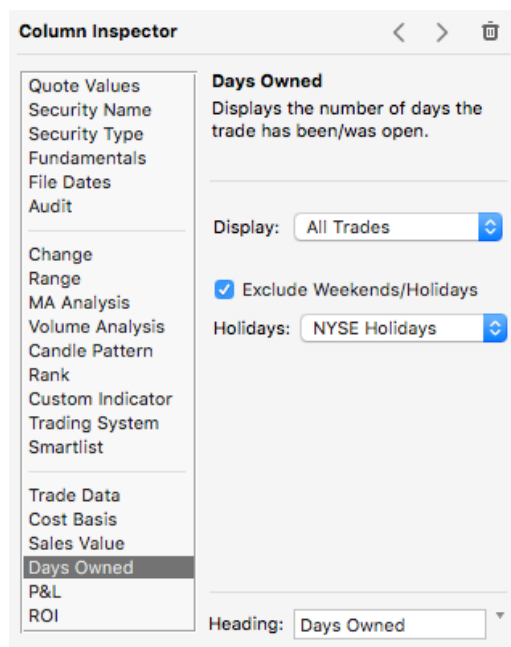 Column Inspector
Quote Values
Security Name
Security Type
Fundamentals
File Dates
Audit
Change
Range
MA Analysis
Volume Analysis
Candle Pattern
Rank
Custom Indicator
Trading System
Smartlist
Trade Data
Cost Basis
Sales Value
Days Owned
P&L
ROI
Days Owned
Displays the number of days the
trade has been/was open.
Display: All Trades
Exclude Weekends/Holidays
Holidays: NYSE Holidays
Heading: Days Owned